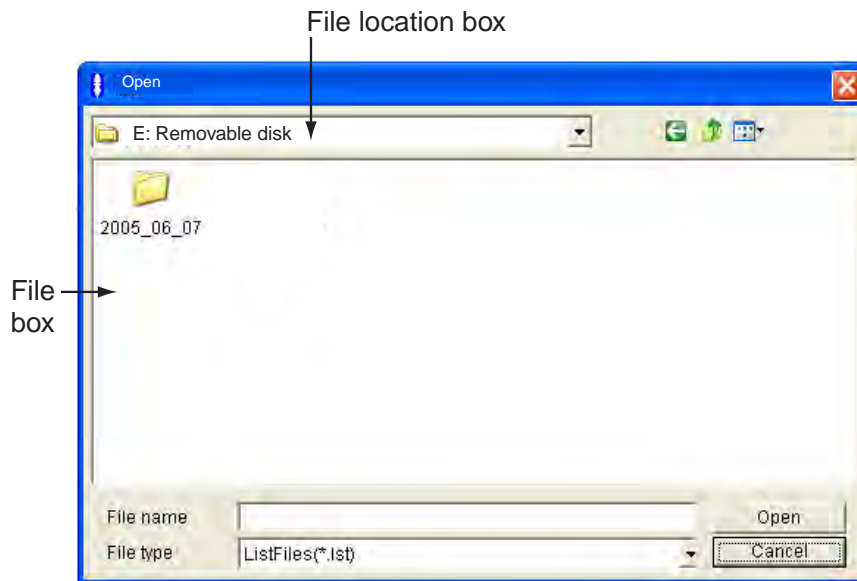 File location box
Open
E: Removable disk
2005_06_07
File
box
File name
Open
File type
ListFiles(*.lst)
Cancel